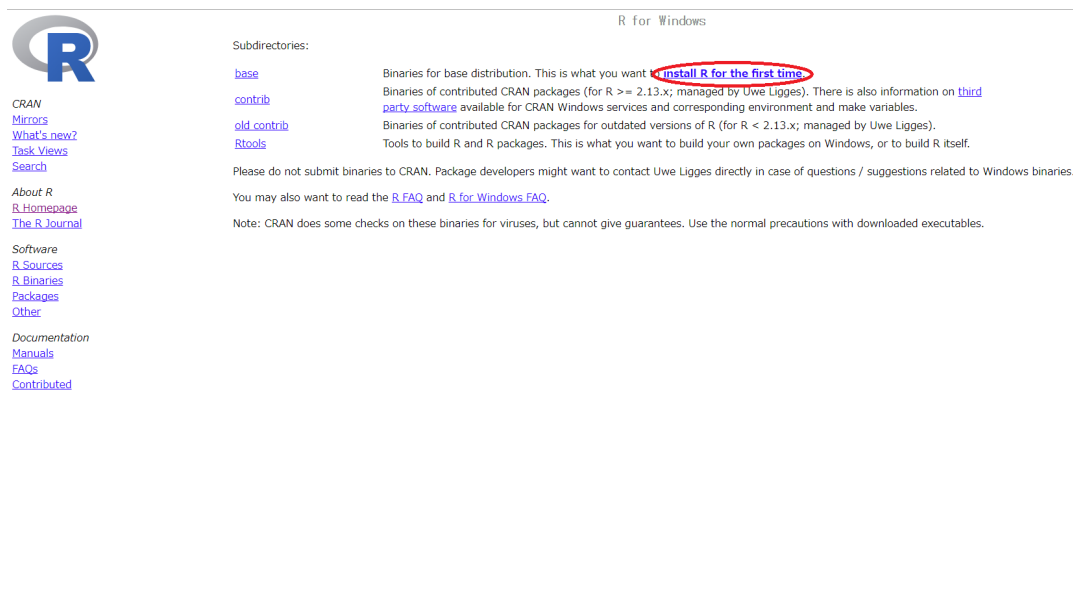 R for Windows
Subdirectories:
base Binaries for base distribution. This is what you want to install R for the first time.
contrib Binaries of contributed CRAN packages (for R >= 2.13.x; managed by Uwe Ligges). There is also information on third
party software available for CRAN Windows services and corresponding environment and make variables.
old contrib Binaries of contributed CRAN packages for outdated versions of R (for R < 2.13.x; managed by Uwe Ligges).
Rtools Tools to build R and R packages. This is what you want to build your own packages on Windows, or to build R itself.
Please do not submit binaries to CRAN. Package developers might want to contact Uwe Ligges directly in case of questions / suggestions related to Windows binaries.
You may also want to read the R FAQ and R for Windows FAQ.
Note: CRAN does some checks on these binaries for viruses, but cannot give guarantees. Use the normal precautions with downloaded executables.
R
CRAN
Mirrors
What's new?
Task Views
Search
About R
R Homepage
The R Journal
Software
R Sources
R Binaries
Packages
Other
Documentation
Manuals
FAQs
Contributed